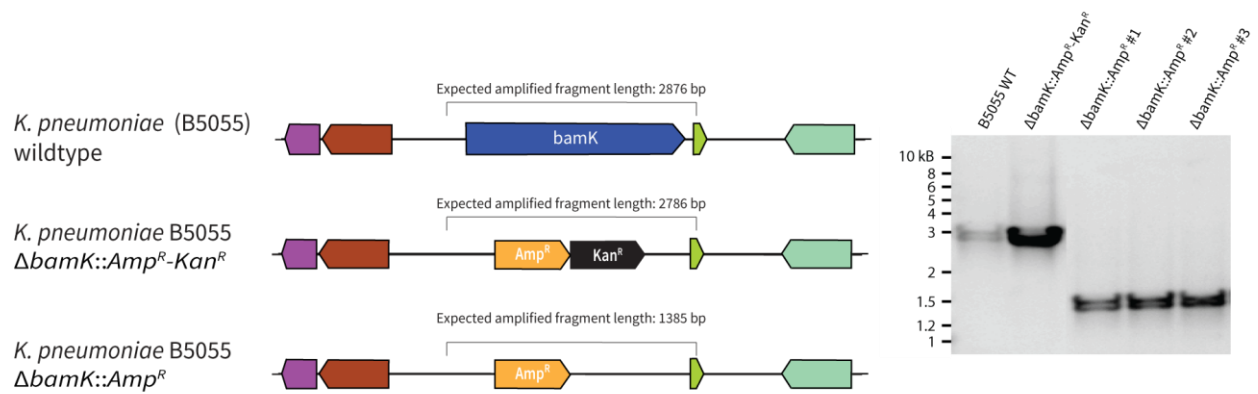 K. pneumoniae (B5055)
wildtype
Expected amplified fragment length: 2876 bp
bamK
K. pneumoniae B5055
ΔbamK::Ampᴿ-Kanᴿ
Expected amplified fragment length: 2786 bp
Ampᴿ
Kanᴿ
K. pneumoniae B5055
ΔbamK::Ampᴿ
Expected amplified fragment length: 1385 bp
Ampᴿ
B5055 WT
ΔbamK::Ampᴿ-Kanᴿ
ΔbamK::Ampᴿ #1
ΔbamK::Ampᴿ #2
ΔbamK::Ampᴿ #3
10 kB
8
6
5
4
3
2
1.5
1.2
1